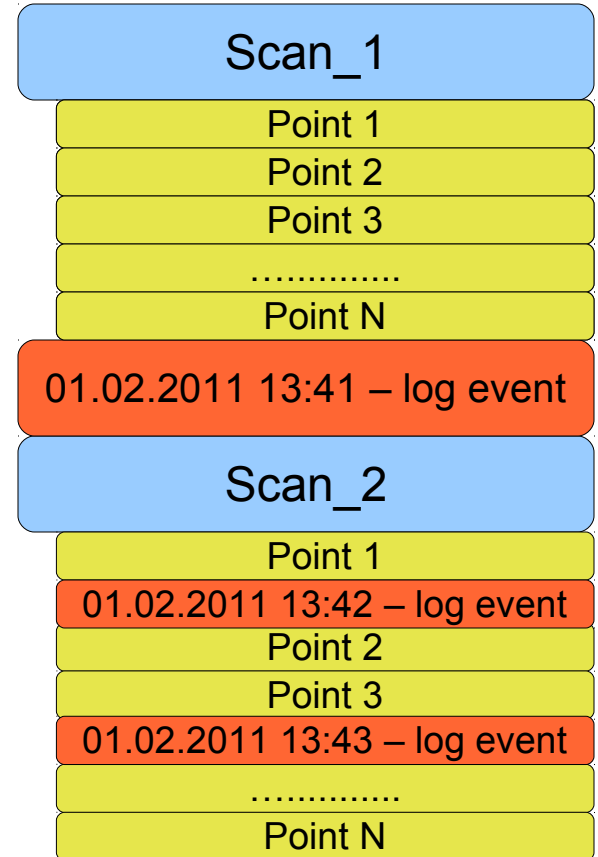 Scan_1
Point 1
Point 2
Point 3
…...........
Point N
01.02.2011 13:41 – log event
Scan_2
Point 1
01.02.2011 13:42 – log event
Point 2
Point 3
01.02.2011 13:43 – log event
…...........
Point N